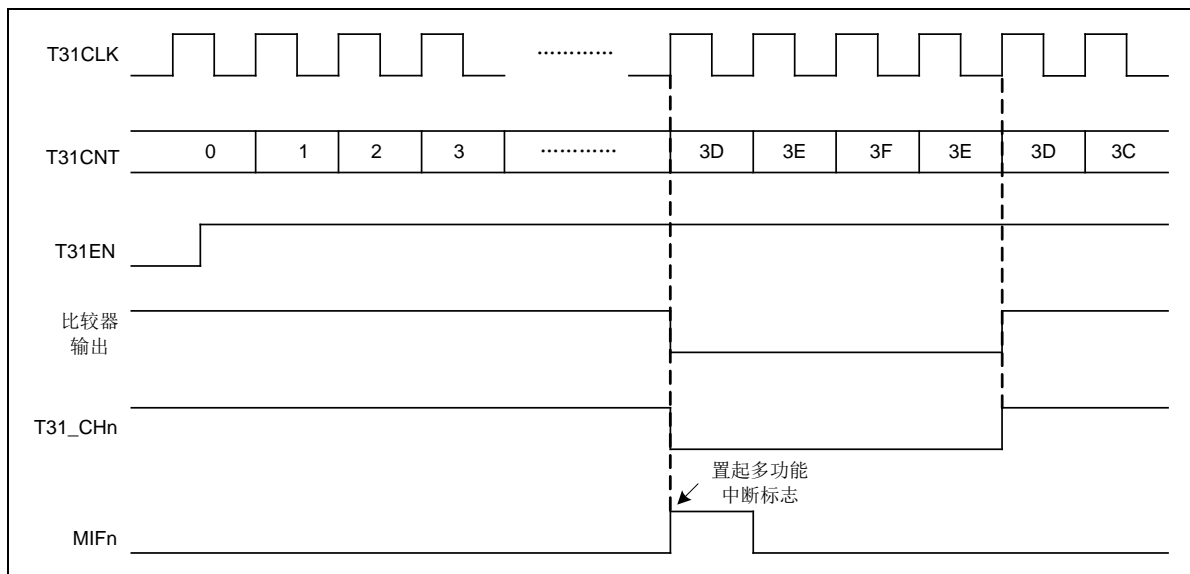 T31CLK
…………
T31CNT
0 1 2 3 ………… 3D 3E 3F 3E 3D 3C
T31EN
比较器
输出
T31_CHn
置起多功能
中断标志
MIFn